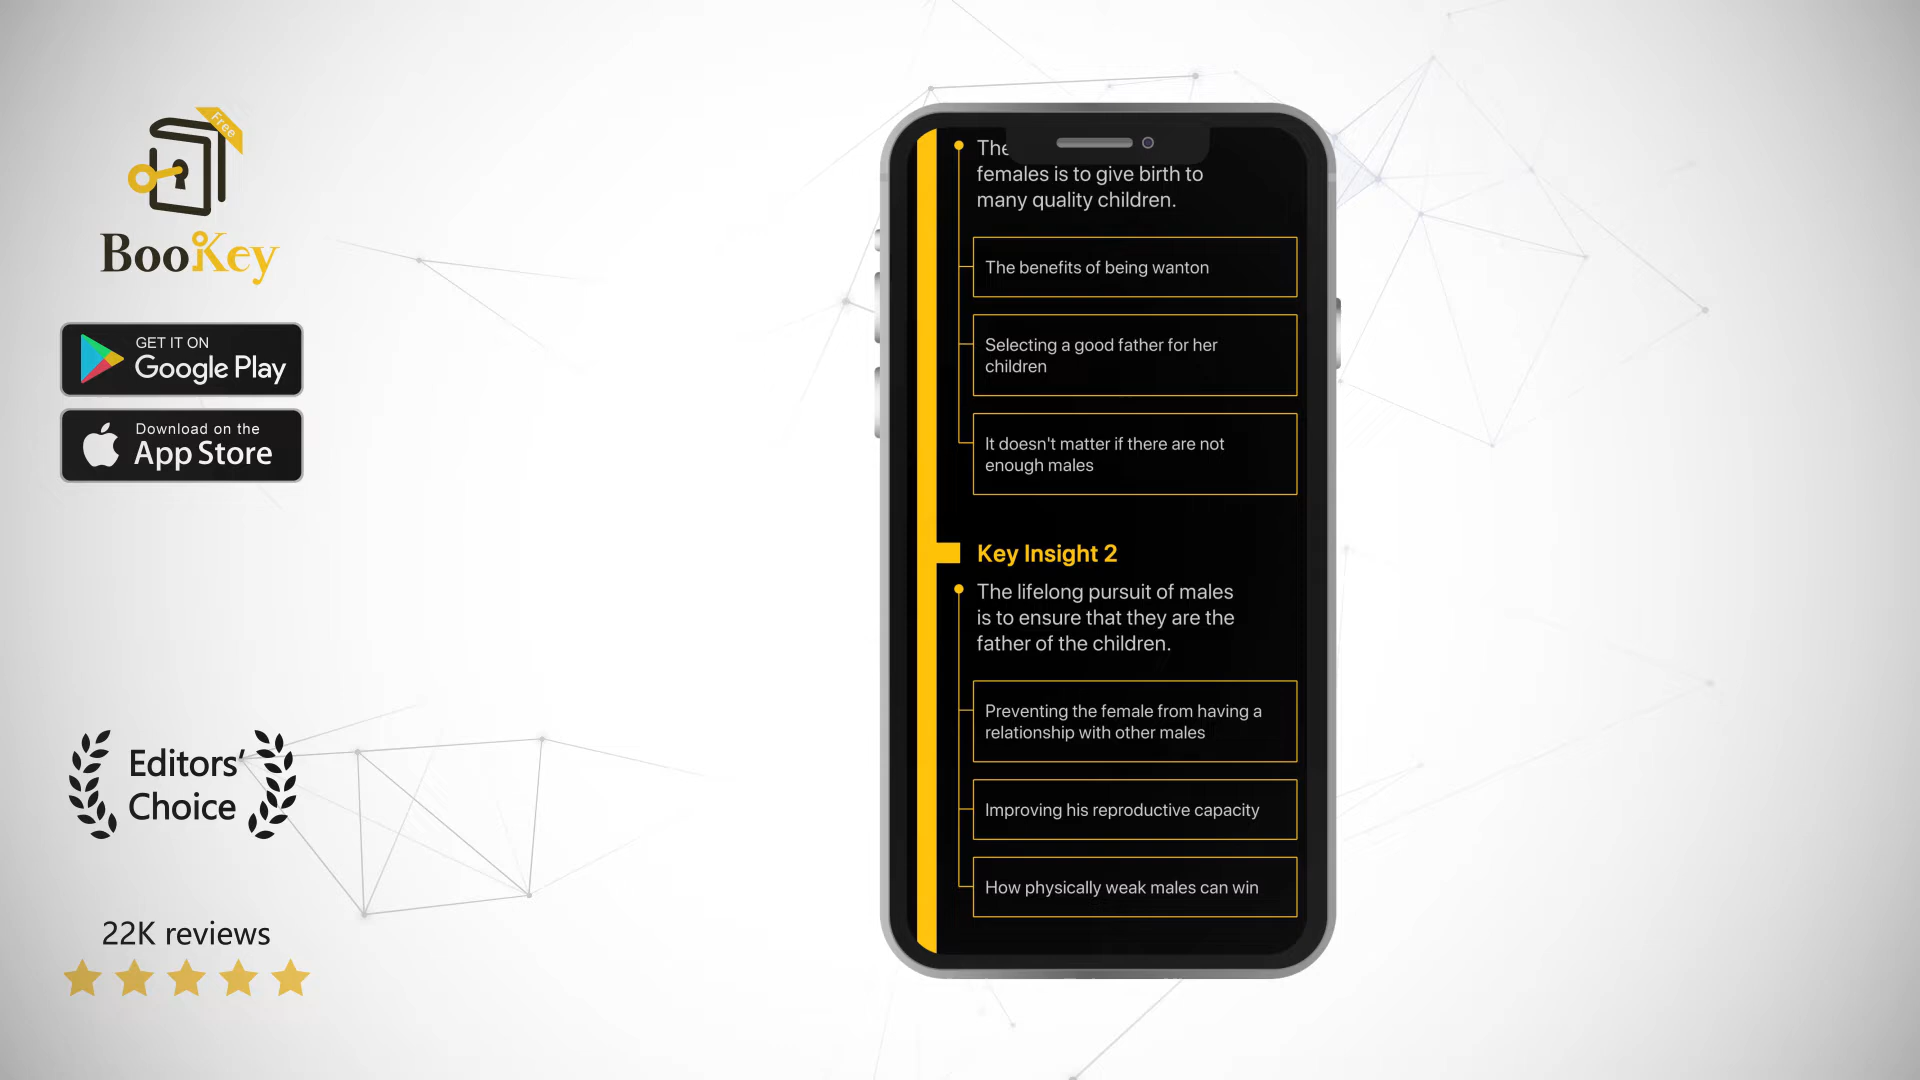 Free
BooKey
GET IT ON
Google Play
Download on the
App Store
Editors'
Choice
22K reviews
The
females is to give birth to
many quality children.
The benefits of being wanton
Selecting a good father for her
children
It doesn't matter if there are not
enough males
Key Insight 2
The lifelong pursuit of males
is to ensure that they are the
father of the children.
Preventing the female from having a
relationship with other males
Improving his reproductive capacity
How physically weak males can win